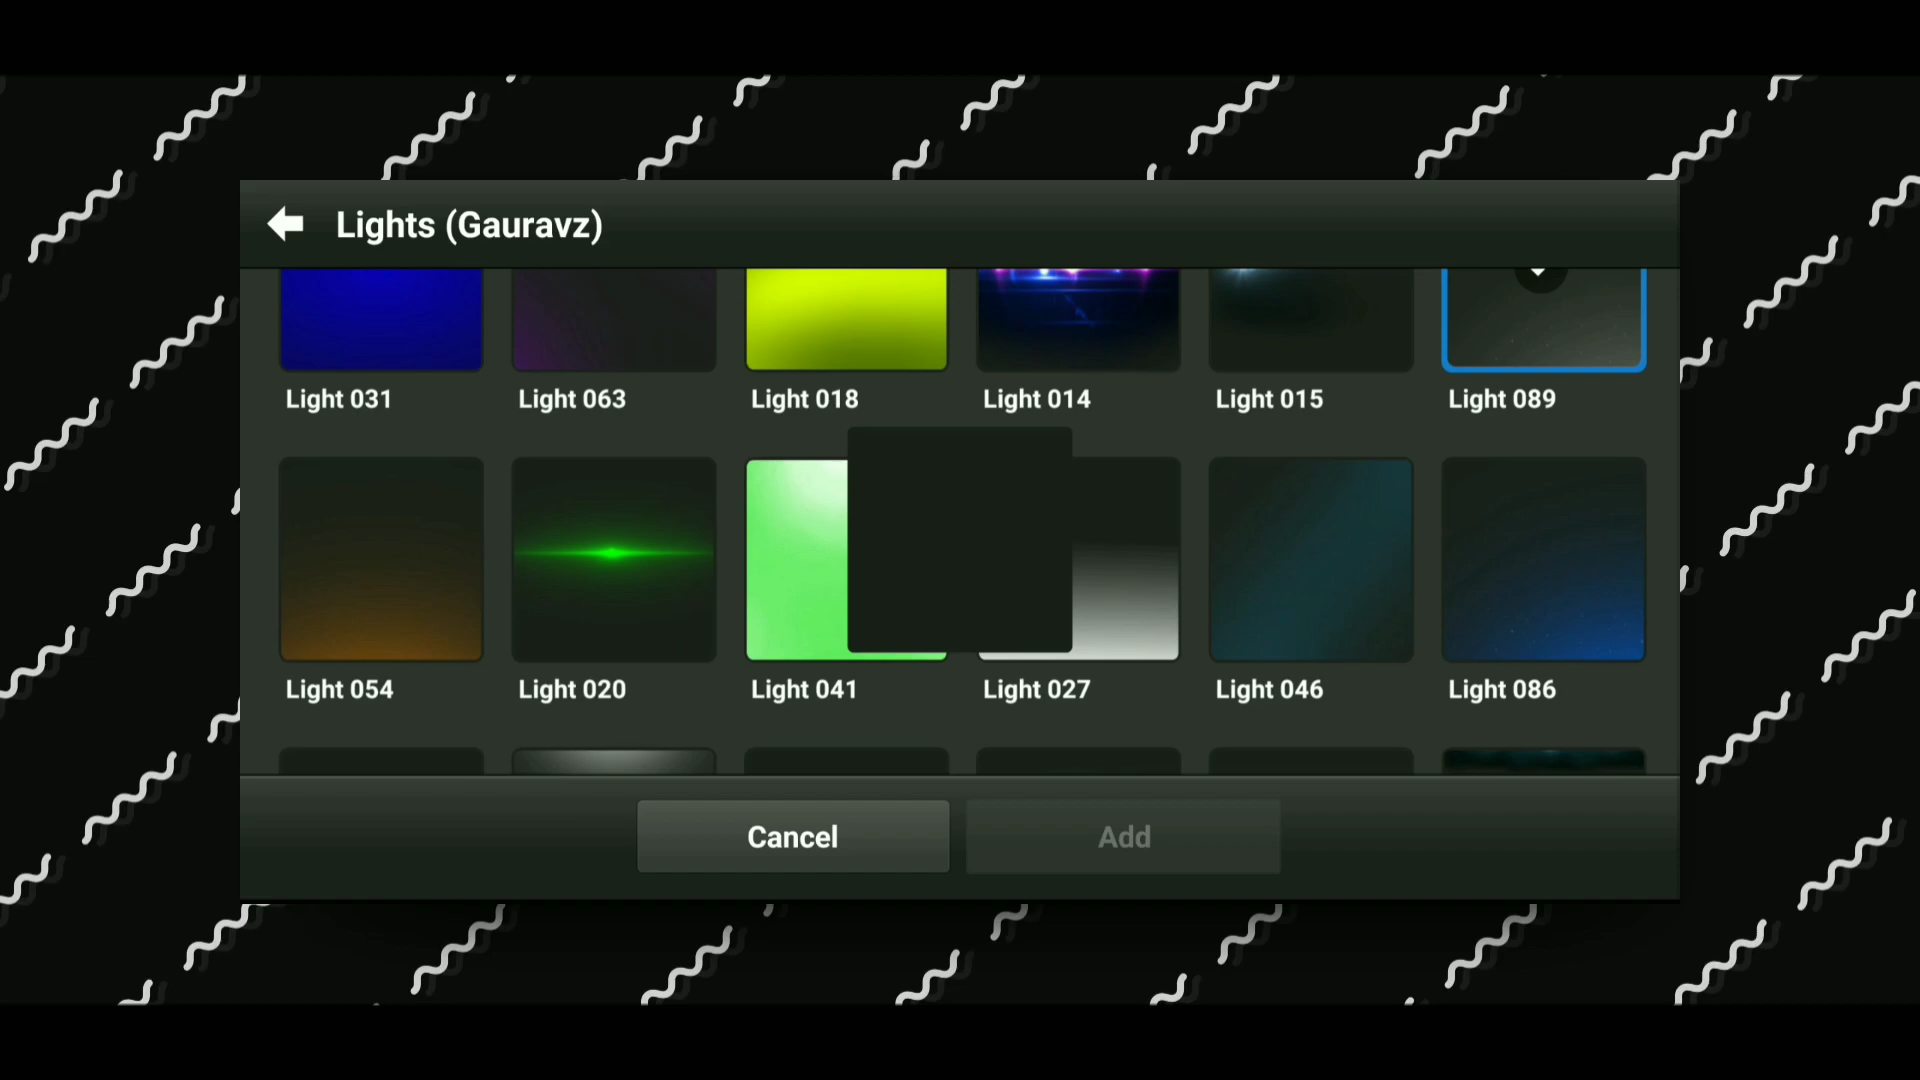 Lights (Gauravz)
Light 031
Light 063
Light 018
Light 014
Light 015
Light 089
Light 054
Light 020
Light 041
Light 027
Light 046
Light 086
Cancel
Add